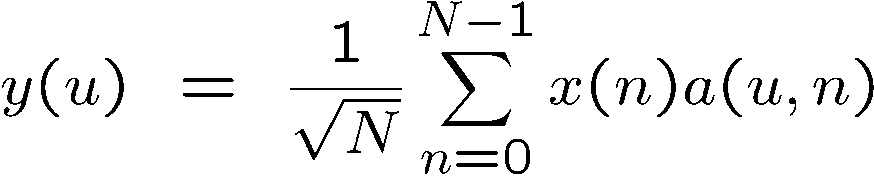 y(u) = \frac{1}{\sqrt{N}} \sum_{n=0}^{N-1} x(n)a(u,n)